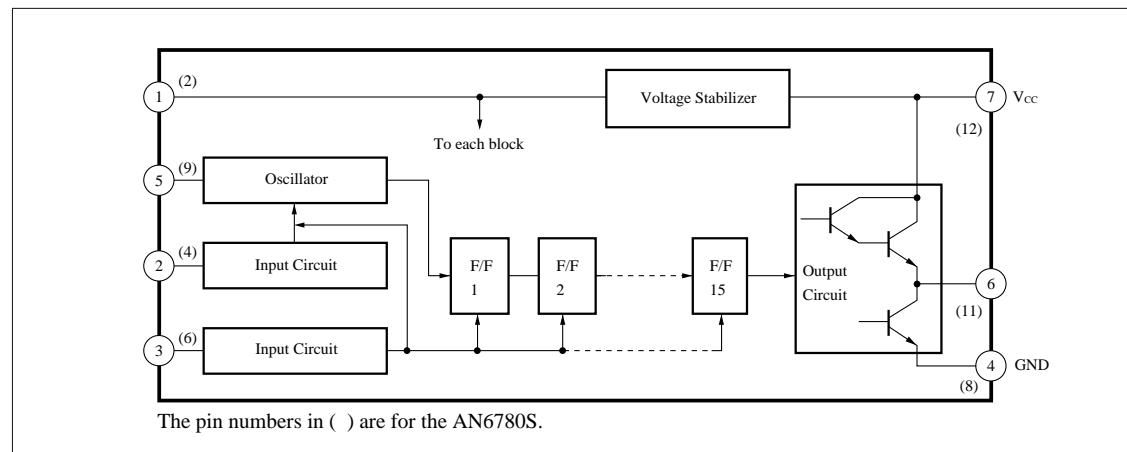 1 (2)
Voltage Stabilizer
7 VCC
(12)
To each block
5 (9)
Oscillator
2 (4)
Input Circuit
F/F
1
F/F
2
F/F
15
Output
Circuit
6
(11)
3 (6)
Input Circuit
4 GND
(8)
The pin numbers in ( ) are for the AN6780S.